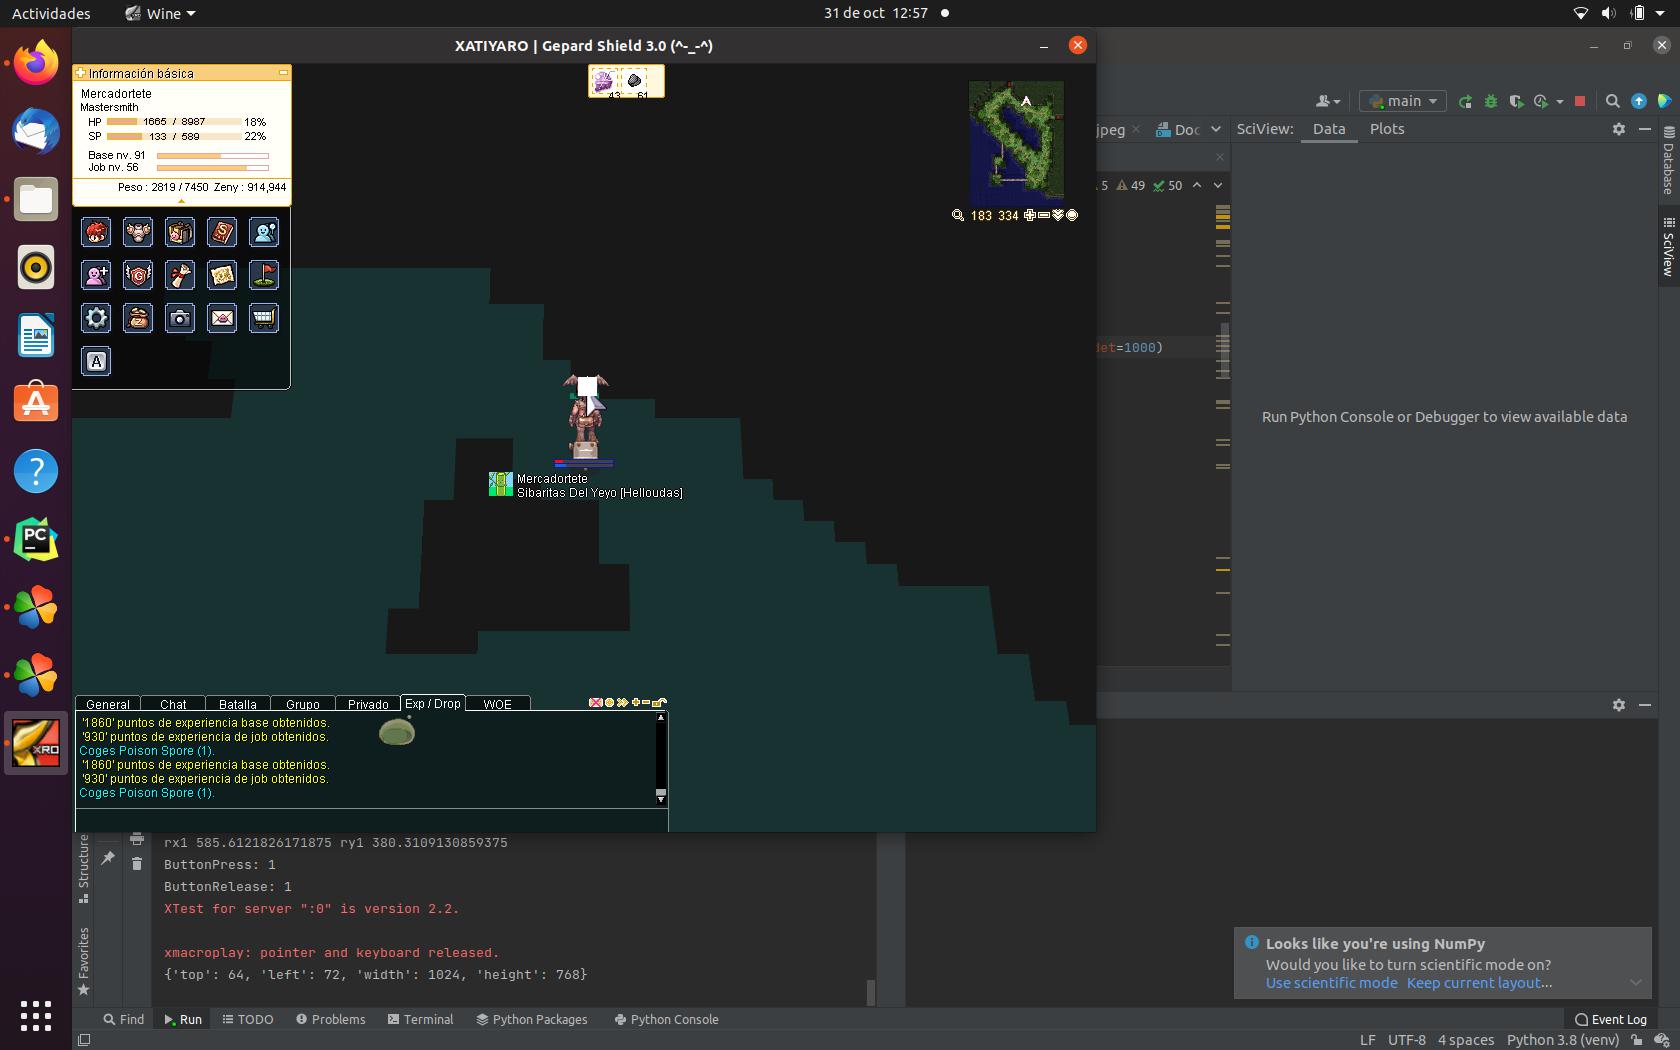 Actividades
Wine
31 de oct 12:57
XATIYARO | Gepard Shield 3.0 (^-_-^)
Información básica
Mercadortete
Mastersmith
HP 1665 / 8987 18%
SP 133 / 589 22%
Base nv. 91
Job nv. 56
Peso : 2819 / 7450 Zeny : 914,944
43 61
183 334
A
Mercadortete
Sibaritas Del Yeyo [Helloudas]
General Chat Batalla Grupo Privado Exp / Drop WOE
'1860' puntos de experiencia base obtenidos.
'930' puntos de experiencia de job obtenidos.
Coges Poison Spore (1).
'1860' puntos de experiencia base obtenidos.
'930' puntos de experiencia de job obtenidos.
Coges Poison Spore (1).
PC
XRO
main
jpeg
Doc
SciView: Data Plots
5 49 50
det=1000)
Run Python Console or Debugger to view available data
Database
SciView
Structure
Favorites
rx1 585.6121826171875 ry1 380.3109130859375
ButtonPress: 1
ButtonRelease: 1
XTest for server ":0" is version 2.2.
xmacroplay: pointer and keyboard released.
{'top': 64, 'left': 72, 'width': 1024, 'height': 768}
Looks like you're using NumPy
Would you like to turn scientific mode on?
Use scientific mode Keep current layout...
Find Run TODO Problems Terminal Python Packages Python Console Event Log
LF UTF-8 4 spaces Python 3.8 (venv)